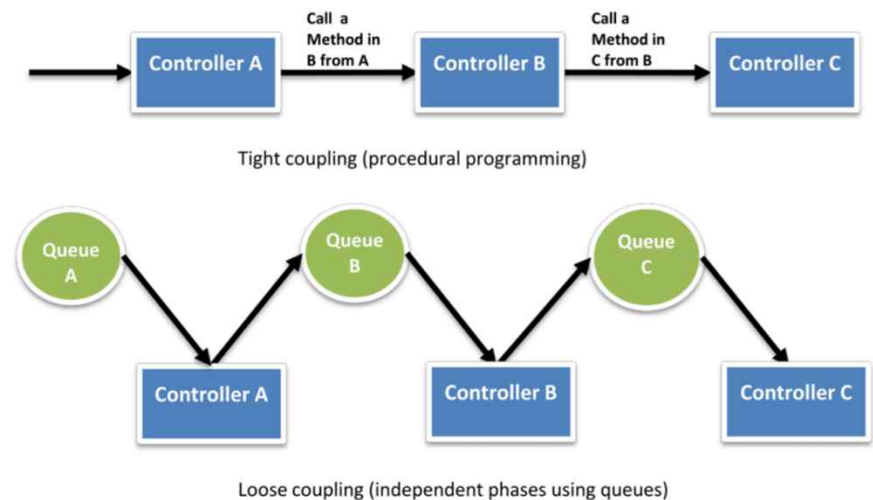 Call a
Method in
B from A
Call a
Method in
C from B
Controller A
Controller B
Controller C
Tight coupling (procedural programming)
Queue
A
Queue
B
Queue
C
Controller A
Controller B
Controller C
Loose coupling (independent phases using queues)